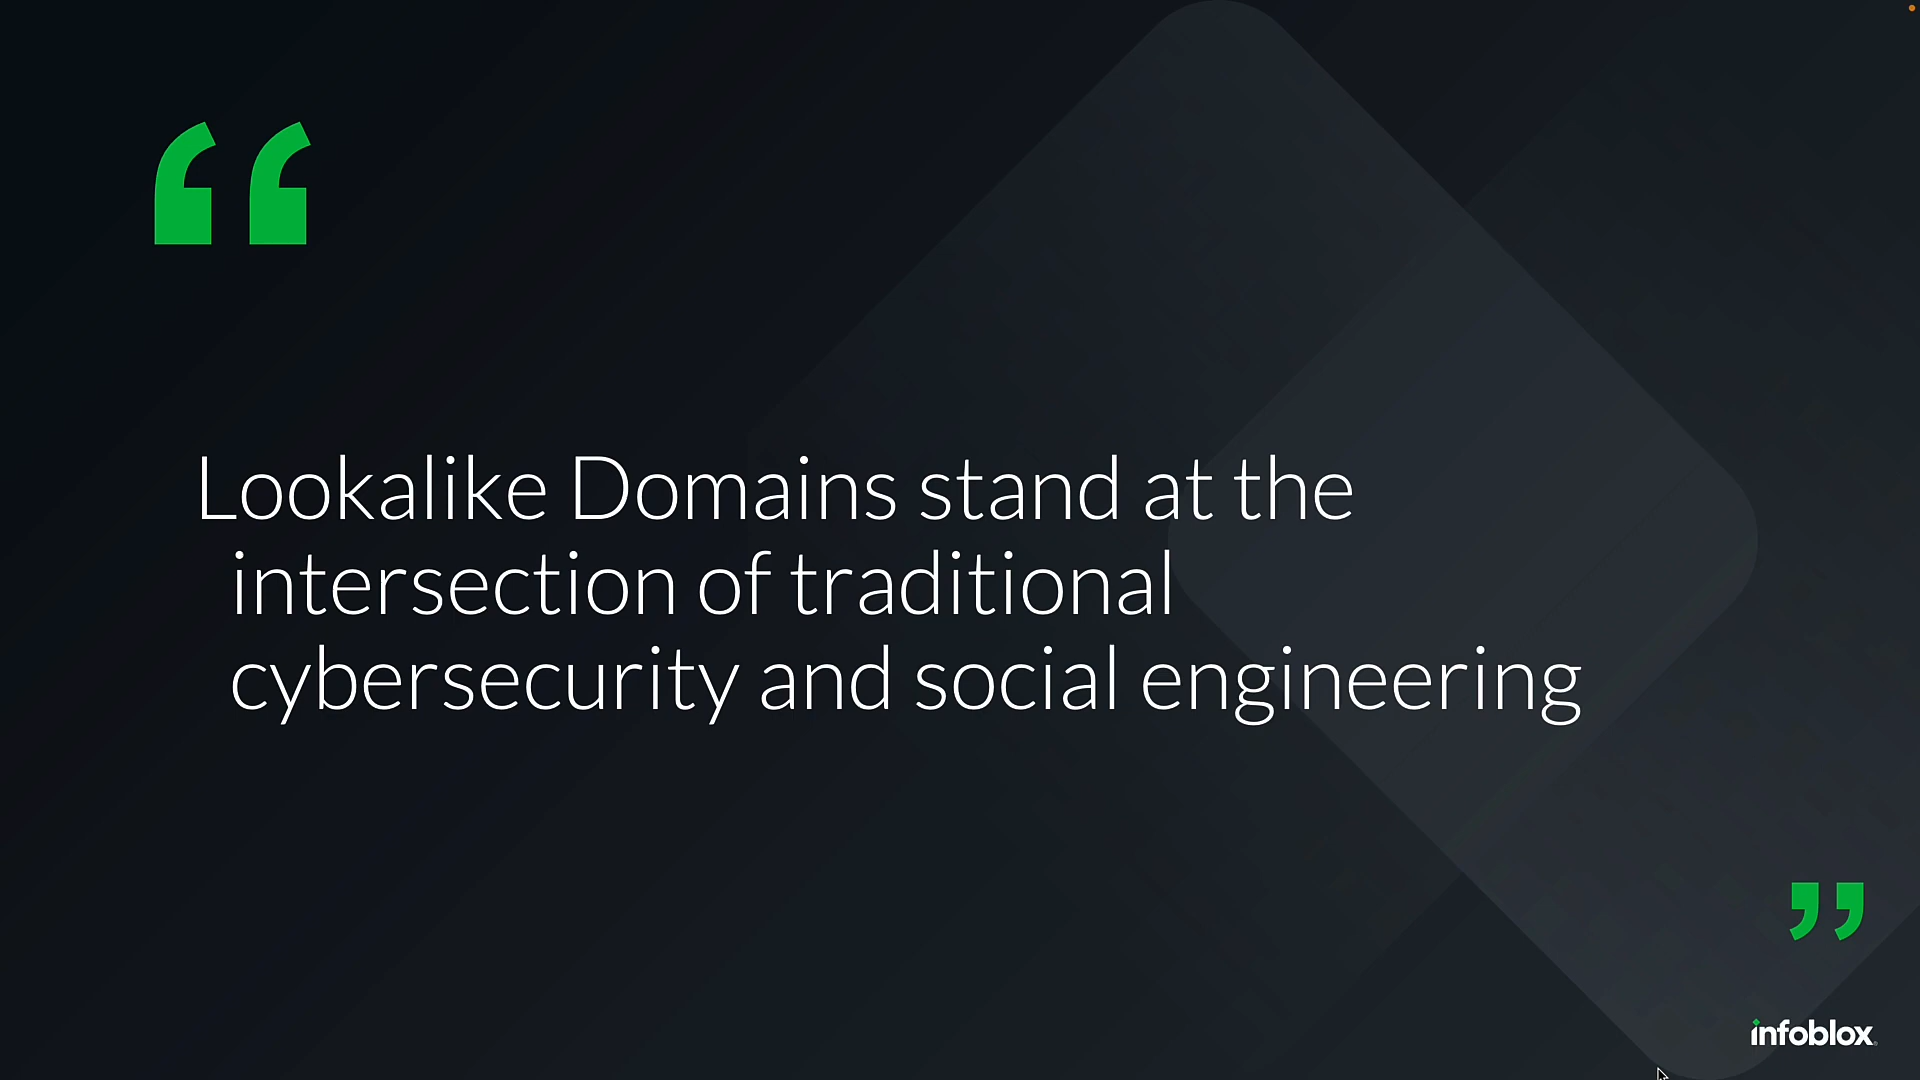 “
Lookalike Domains stand at the
intersection of traditional
cybersecurity and social engineering
”
infoblox